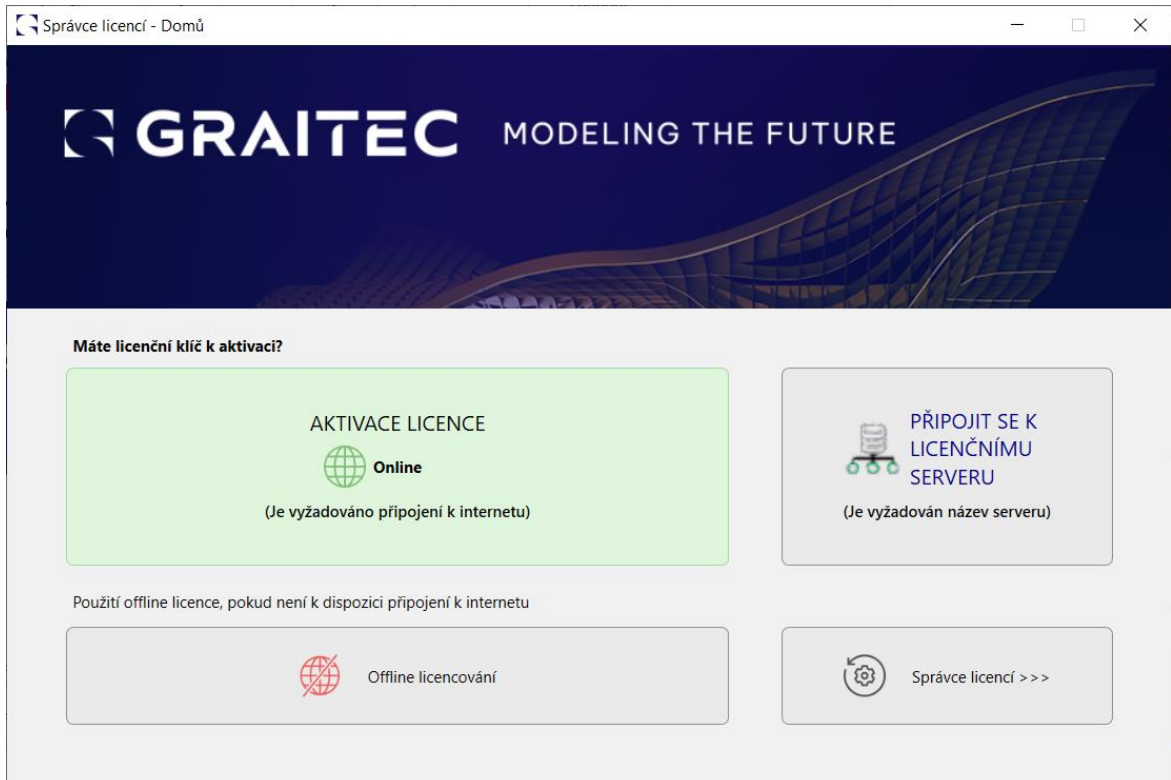 Správce licencí - Domů
GRAITEC MODELING THE FUTURE
Máte licenční klíč k aktivaci?
AKTIVACE LICENCE
Online
(Je vyžadováno připojení k internetu)
PŘIPOJIT SE K
LICENČNÍMU
SERVERU
(Je vyžadován název serveru)
Použití offline licence, pokud není k dispozici připojení k internetu
Offline licencování
Správce licencí >>>